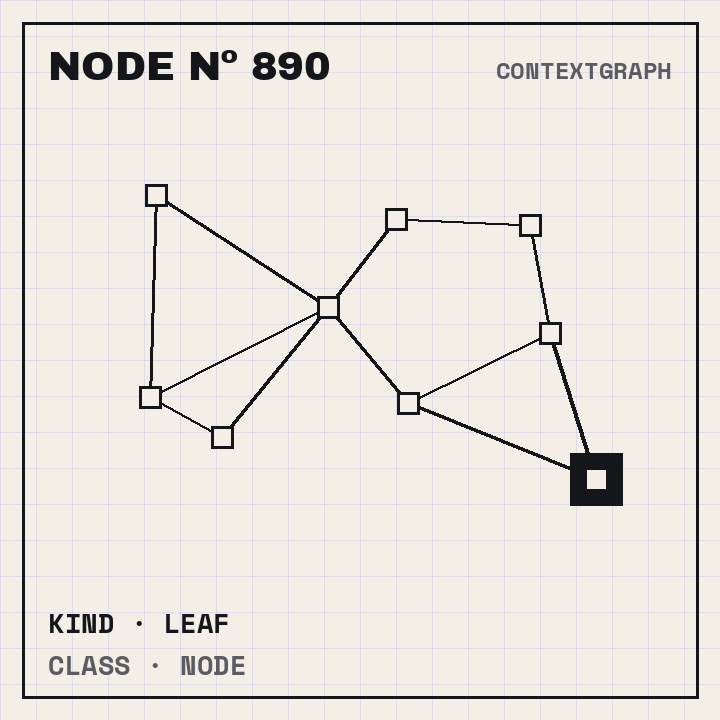 NODE Nº 890
CONTEXTGRAPH
KIND · LEAF
CLASS · NODE